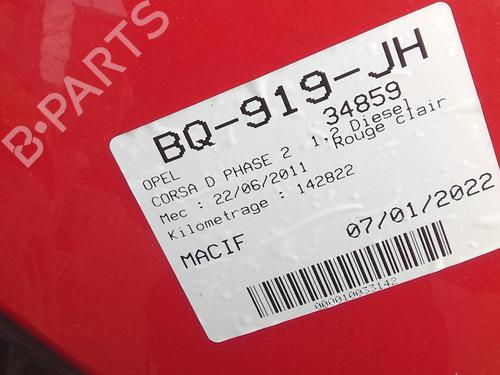 B-PARTS
BQ-919-JH
34859
OPEL
CORSA D PHASE 2 1,2 Diesel
Mec : 22/06/2011 Rouge clair
Kilometrage : 142822
MACIF 07/01/2022
000010033142